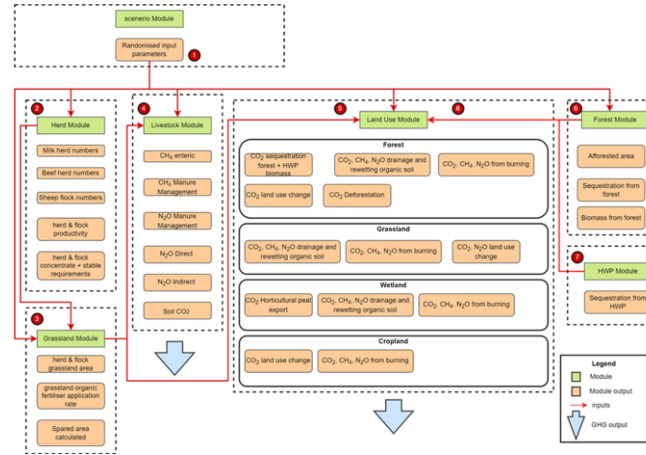 scenerio Module
Randomised input
parameters
1
2
Herd Module
Milk herd numbers
Beef herd numbers
Sheep flock numbers
herd & flock
productivity
herd & flock
concentrate + stable
requirements
3
Grassland Module
herd & flock
grassland area
grassland organic
fertiliser application
rate
Spared area
calculated
4
Livestock Module
CH4 enteric
CH4 Manure
Management
N2O Manure
Management
N2O Direct
N2O Indirect
Soil CO2
5
Land Use Module
8
Forest
CO2 sequestration
forest + HWP
biomass
CO2, CH4, N2O drainage and
rewetting organic soil
CO2, CH4, N2O from burning
CO2 land use change
CO2 Deforestation
Grassland
CO2, CH4, N2O drainage and
rewetting organic soil
CO2, CH4, N2O from burning
CO2, N2O land use
change
Wetland
CO2 Horticultural peat
export
CO2, CH4, N2O drainage and
rewetting organic soil
CO2, CH4, N2O from burning
Cropland
CO2 land use change
CO2, CH4, N2O from burning
6
Forest Module
Afforested area
Sequestration from
forest
Biomass from forest
7
HWP Module
Sequestration from
HWP
Legend
Module
Module output
inputs
GHG output